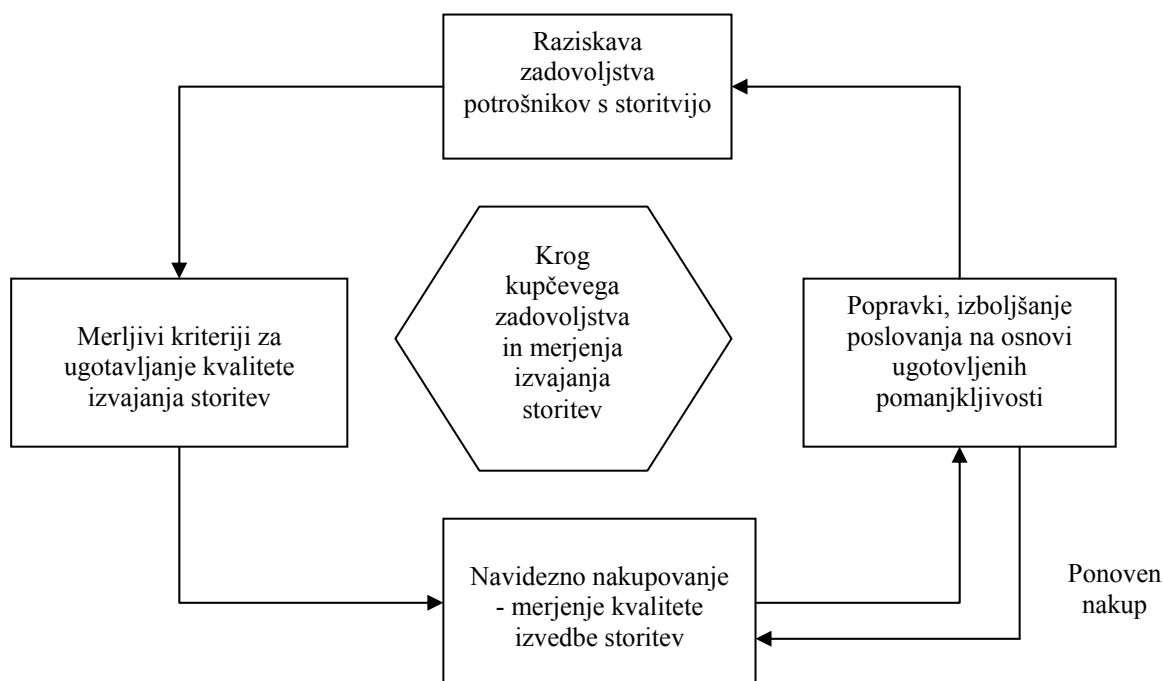 Raziskava
zadovoljstva
potrošnikov s storitvijo
Krog
kupčevega
zadovoljstva
in merjenja
izvajanja
storitev
Merljivi kriteriji za
ugotavljanje kvalitete
izvajanja storitev
Popravki, izboljšanje
poslovanja na osnovi
ugotovljenih
pomanjkljivosti
Navidezno nakupovanje
- merjenje kvalitete
izvedbe storitev
Ponoven
nakup